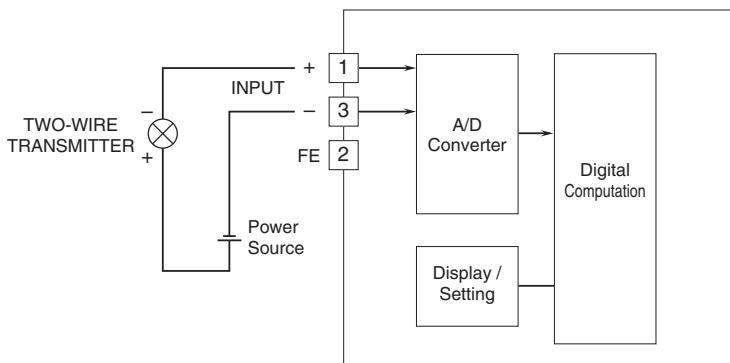 + 1
INPUT
− 3
FE 2
−
TWO-WIRE
TRANSMITTER
+
Power
Source
A/D
Converter
Digital
Computation
Display /
Setting